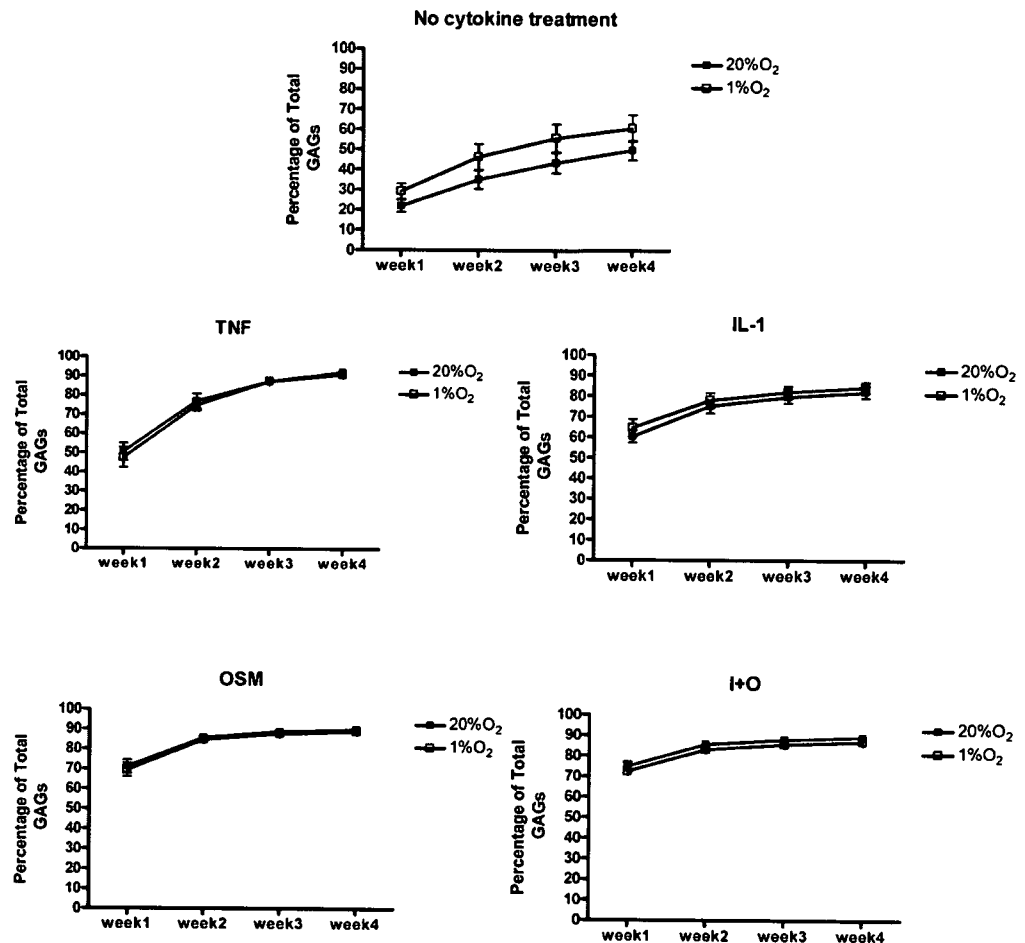 No cytokine treatment
Percentage of Total
GAGs
100
90
80
70
60
50
40
30
20
10
0
week1 week2 week3 week4
20%O₂
1%O₂
TNF
Percentage of Total
GAGs
100
90
80
70
60
50
40
30
20
10
0
week1 week2 week3 week4
20%O₂
1%O₂
IL-1
Percentage of Total
GAGs
100
90
80
70
60
50
40
30
20
10
0
week1 week2 week3 week4
20%O₂
1%O₂
OSM
Percentage of Total
GAGs
100
90
80
70
60
50
40
30
20
10
0
week1 week2 week3 week4
20%O₂
1%O₂
I+O
Percentage of Total
GAGs
100
90
80
70
60
50
40
30
20
10
0
week1 week2 week3 week4
20%O₂
1%O₂